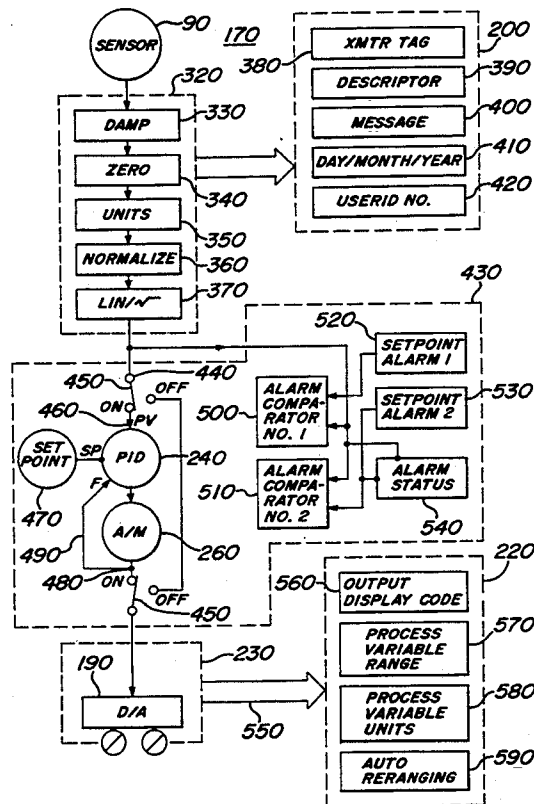 90
SENSOR
170
200
320
380
XMTR TAG
330
390
DESCRIPTOR
DAMP
400
MESSAGE
ZERO
410
DAY/MONTH/YEAR
340
420
USERID NO.
UNITS
350
NORMALIZE
360
370
LIN/√
430
520
SETPOINT
ALARM 1
440
450
OFF
530
SETPOINT
ALARM 2
ALARM
COMPA-
RATOR
NO. 1
500
460
ON
PV
SET
POINT
SP
PID
240
470
F
ALARM
COMPA-
RATOR
NO. 2
510
ALARM
STATUS
540
A/M
260
490
480
ON
OFF
450
220
560
OUTPUT
DISPLAY CODE
570
PROCESS
VARIABLE
RANGE
190
230
580
PROCESS
VARIABLE
UNITS
D/A
550
590
AUTO
RERANGING